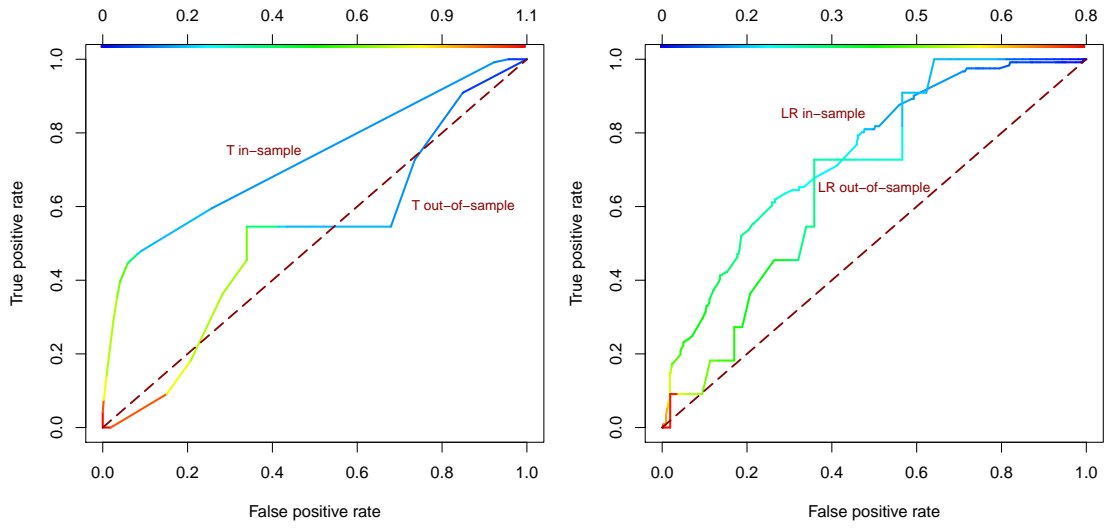 0 0.2 0.4 0.6 0.9 1.1
1.0
0.8
0.6
0.4
0.2
0.0
True positive rate
T in−sample
T out−of−sample
0.0 0.2 0.4 0.6 0.8 1.0
False positive rate
0 0.2 0.3 0.5 0.6 0.8
1.0
0.8
0.6
0.4
0.2
0.0
True positive rate
LR in−sample
LR out−of−sample
0.0 0.2 0.4 0.6 0.8 1.0
False positive rate